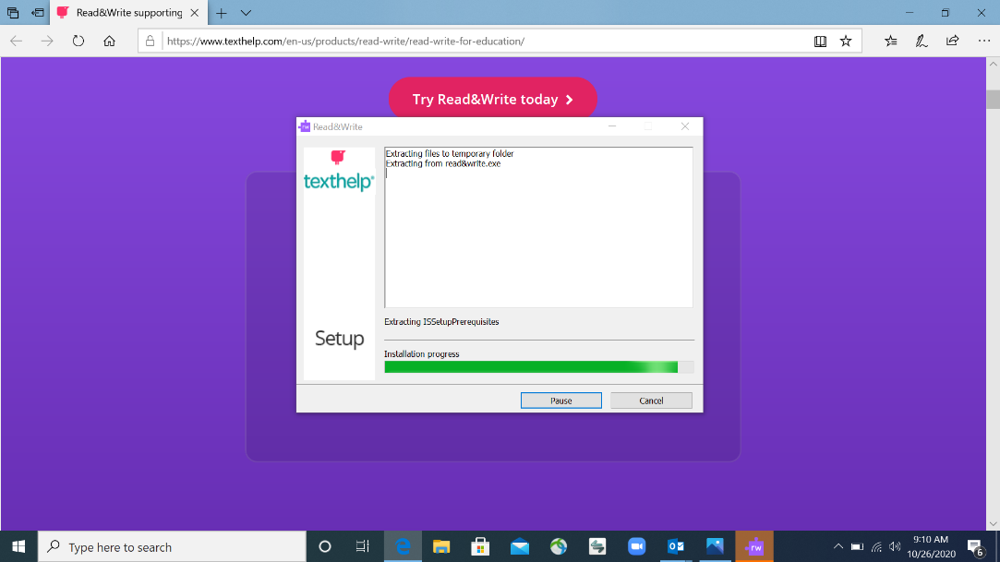 Read&Write supporting
https://www.texthelp.com/en-us/products/read-write/read-write-for-education/
Try Read&Write today
rw Read&Write
texthelp®
Setup
Extracting files to temporary folder
Extracting from read&write.exe
Extracting ISSetupPrerequisites
Installation progress
Pause
Cancel
Type here to search
rw
9:10 AM
10/26/2020
6